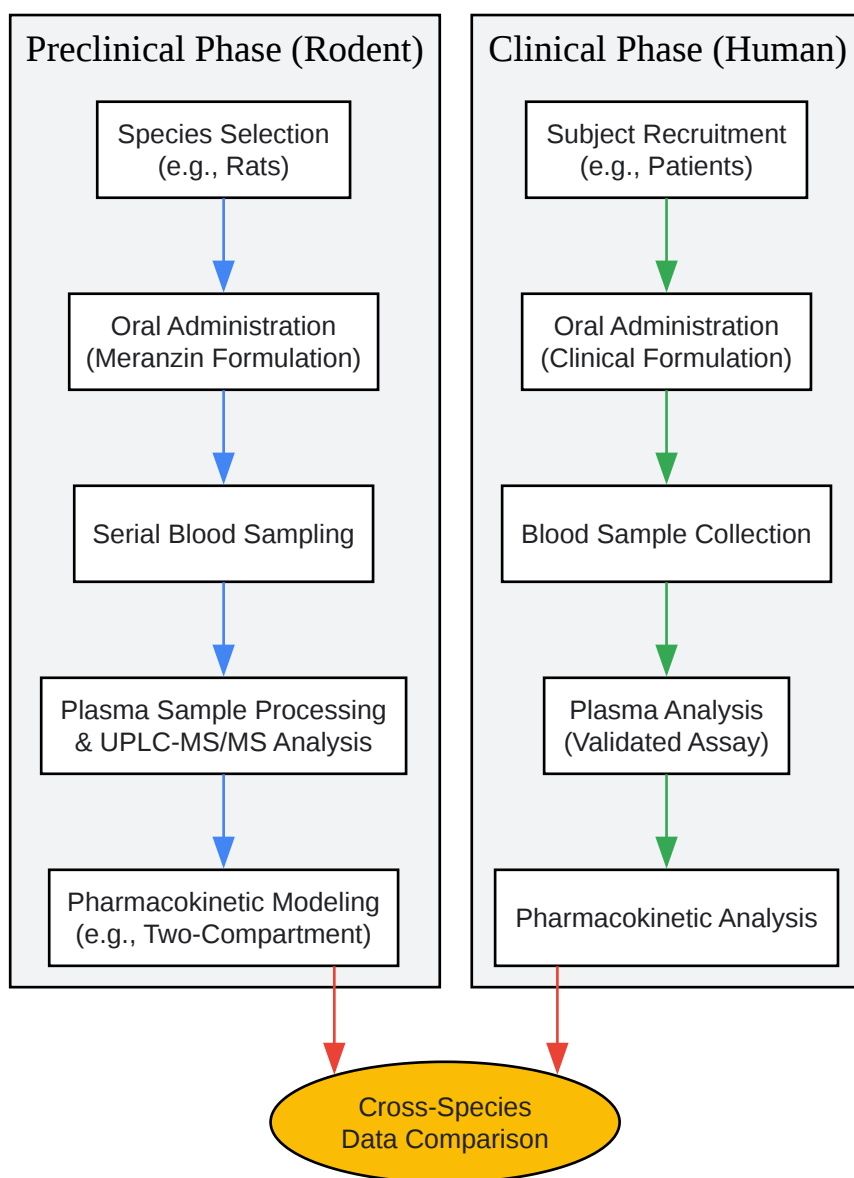 Preclinical Phase (Rodent)
Species Selection
(e.g., Rats)
Oral Administration
(Meranzin Formulation)
Serial Blood Sampling
Plasma Sample Processing
& UPLC-MS/MS Analysis
Pharmacokinetic Modeling
(e.g., Two-Compartment)
Clinical Phase (Human)
Subject Recruitment
(e.g., Patients)
Oral Administration
(Clinical Formulation)
Blood Sample Collection
Plasma Analysis
(Validated Assay)
Pharmacokinetic Analysis
Cross-Species
Data Comparison